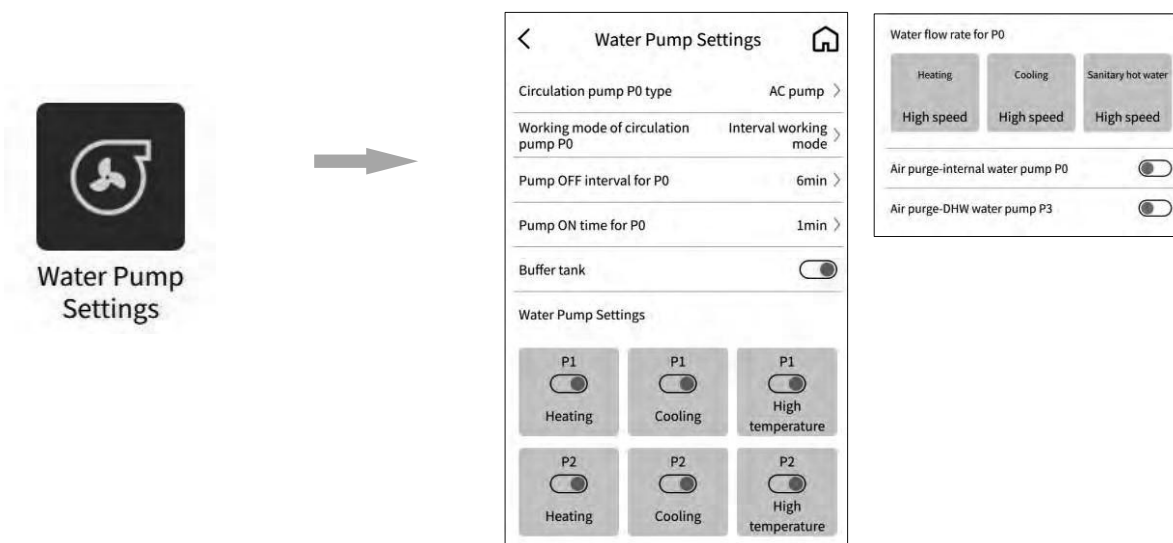 Water Pump
Settings
Water Pump Settings
Circulation pump P0 type
AC pump
Working mode of circulation
pump P0
Interval working
mode
Pump OFF interval for P0
6min
Pump ON time for P0
1min
Buffer tank
Water Pump Settings
P1
P1
P1
Heating
Cooling
High
temperature
P2
P2
P2
Heating
Cooling
High
temperature
Water flow rate for P0
Heating
Cooling
Sanitary hot water
High speed
High speed
High speed
Air purge-internal water pump P0
Air purge-DHW water pump P3